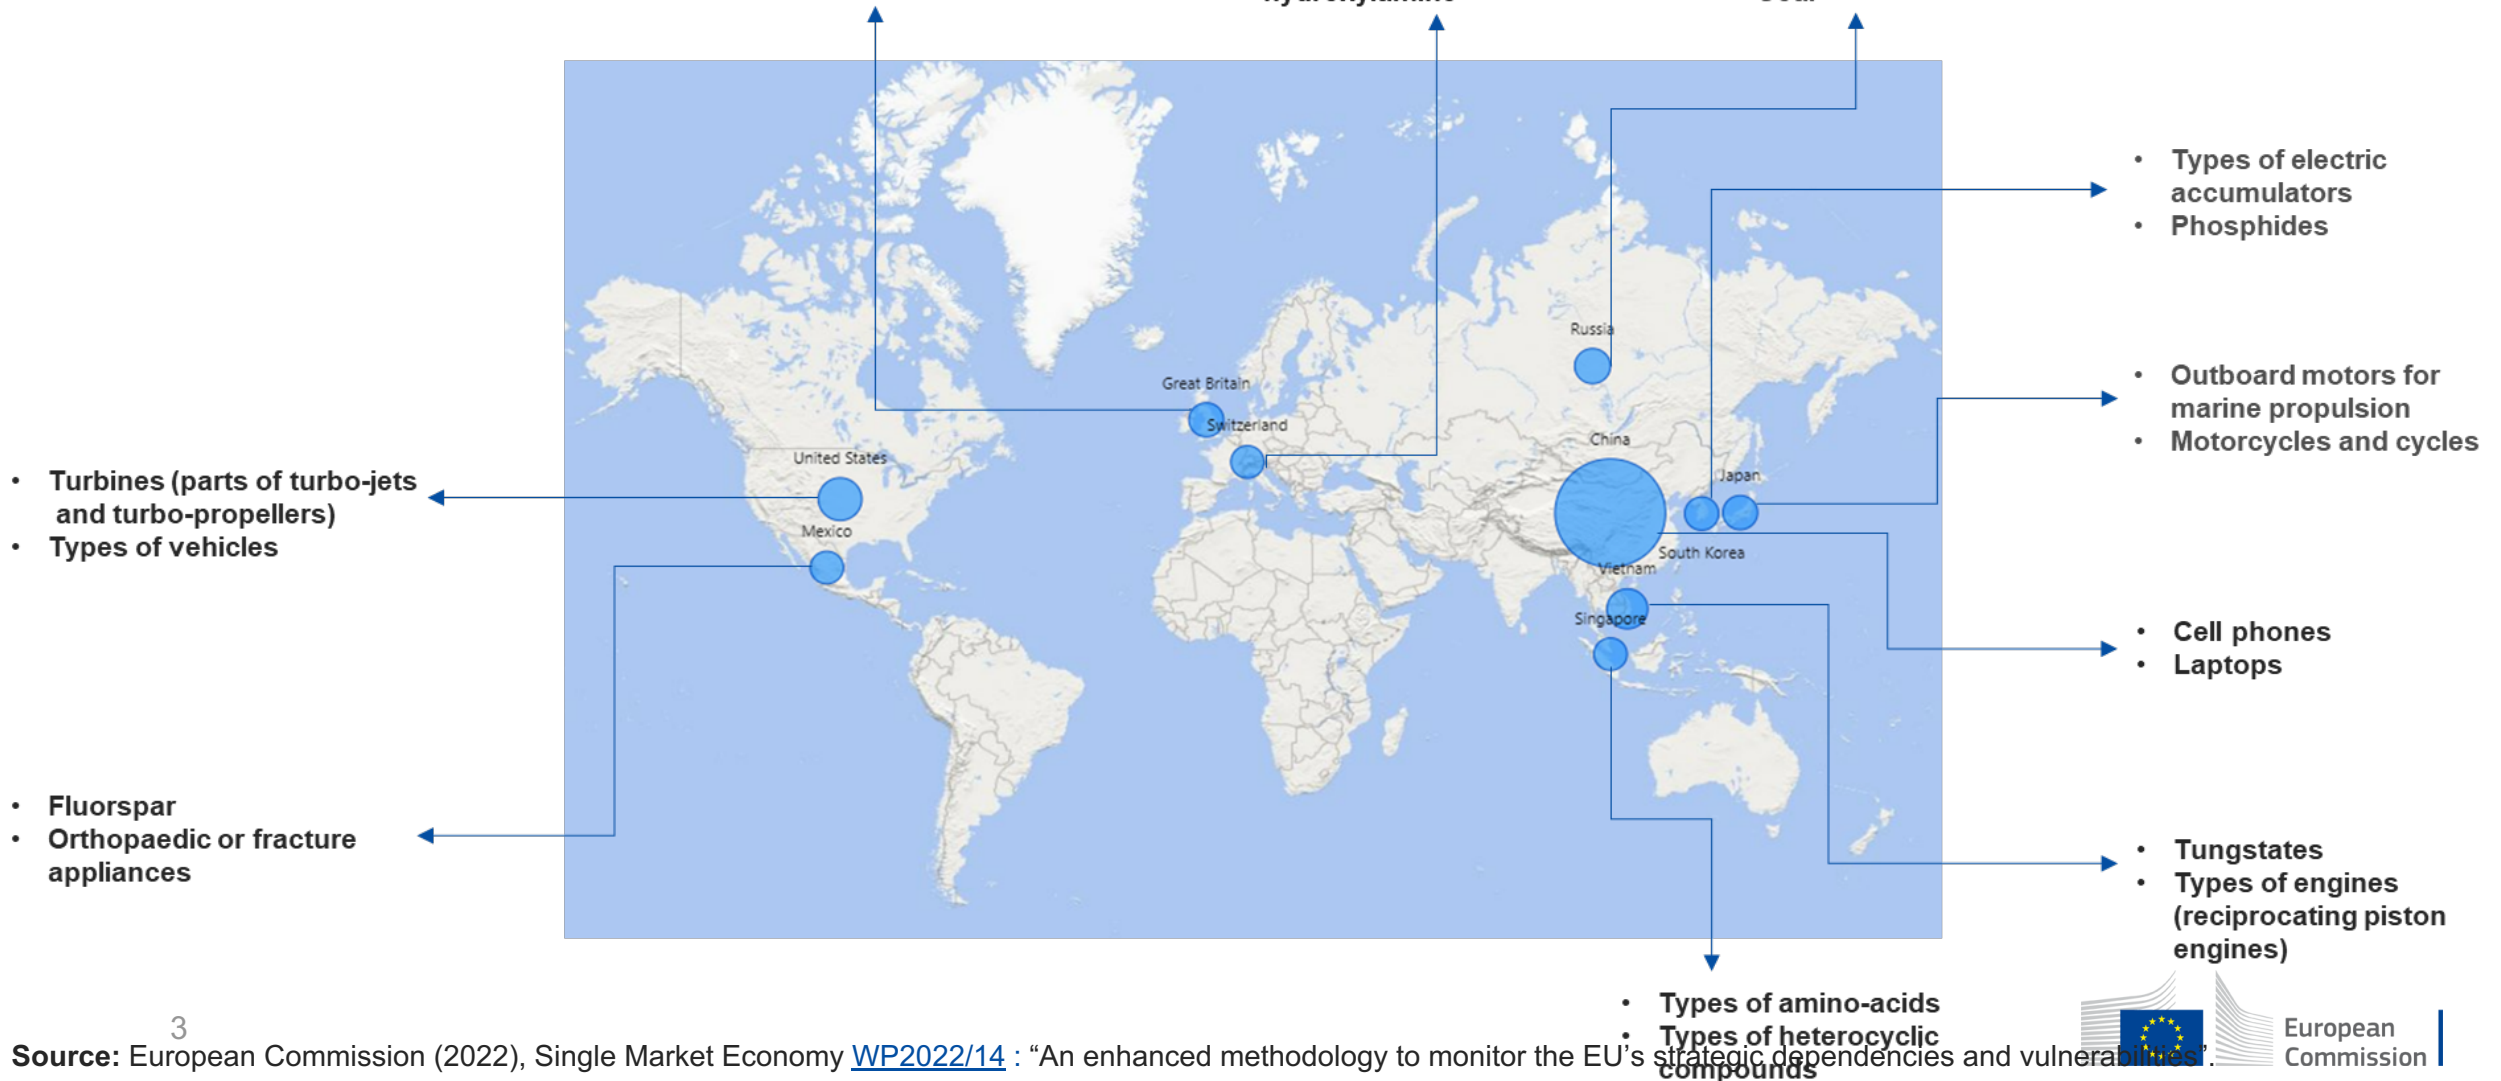 • Types of electric
accumulators
• Phosphides
Russia
Great Britain
• Outboard motors for
marine propulsion
• Motorcycles and cycles
Switzerland
China
United States
Japan
• Turbines (parts of turbo-jets
and turbo-propellers)
• Types of vehicles
Mexico
South Korea
Vietnam
Singapore
• Cell phones
• Laptops
• Fluorspar
• Orthopaedic or fracture
appliances
• Tungstates
• Types of engines
(reciprocating piston
engines)
• Types of amino-acids
• Types of heterocyclic
compounds
3
Source: European Commission (2022), Single Market Economy WP2022/14 : “An enhanced methodology to monitor the EU’s strategic dependencies and vulnerabilities”.
European
Commission